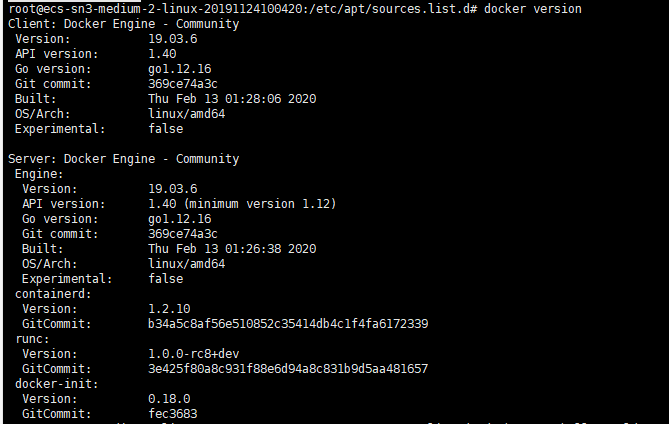 root@ecs-sn3-medium-2-linux-20191124100420:/etc/apt/sources.list.d# docker version
Client: Docker Engine - Community
 Version:           19.03.6
 API version:       1.40
 Go version:        go1.12.16
 Git commit:        369ce74a3c
 Built:             Thu Feb 13 01:28:06 2020
 OS/Arch:           linux/amd64
 Experimental:      false

Server: Docker Engine - Community
 Engine:
  Version:          19.03.6
  API version:      1.40 (minimum version 1.12)
  Go version:       go1.12.16
  Git commit:       369ce74a3c
  Built:            Thu Feb 13 01:26:38 2020
  OS/Arch:          linux/amd64
  Experimental:     false
 containerd:
  Version:          1.2.10
  GitCommit:        b34a5c8af56e510852c35414db4c1f4fa6172339
 runc:
  Version:          1.0.0-rc8+dev
  GitCommit:        3e425f80a8c931f88e6d94a8c831b9d5aa481657
 docker-init:
  Version:          0.18.0
  GitCommit:        fec3683